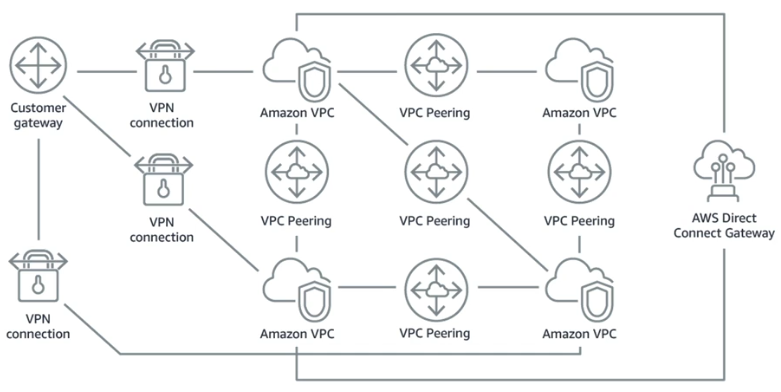 Customer
gateway
VPN
connection
Amazon VPC
VPC Peering
Amazon VPC
VPN
connection
VPC Peering
VPC Peering
VPC Peering
AWS Direct
Connect Gateway
VPN
connection
Amazon VPC
VPC Peering
Amazon VPC